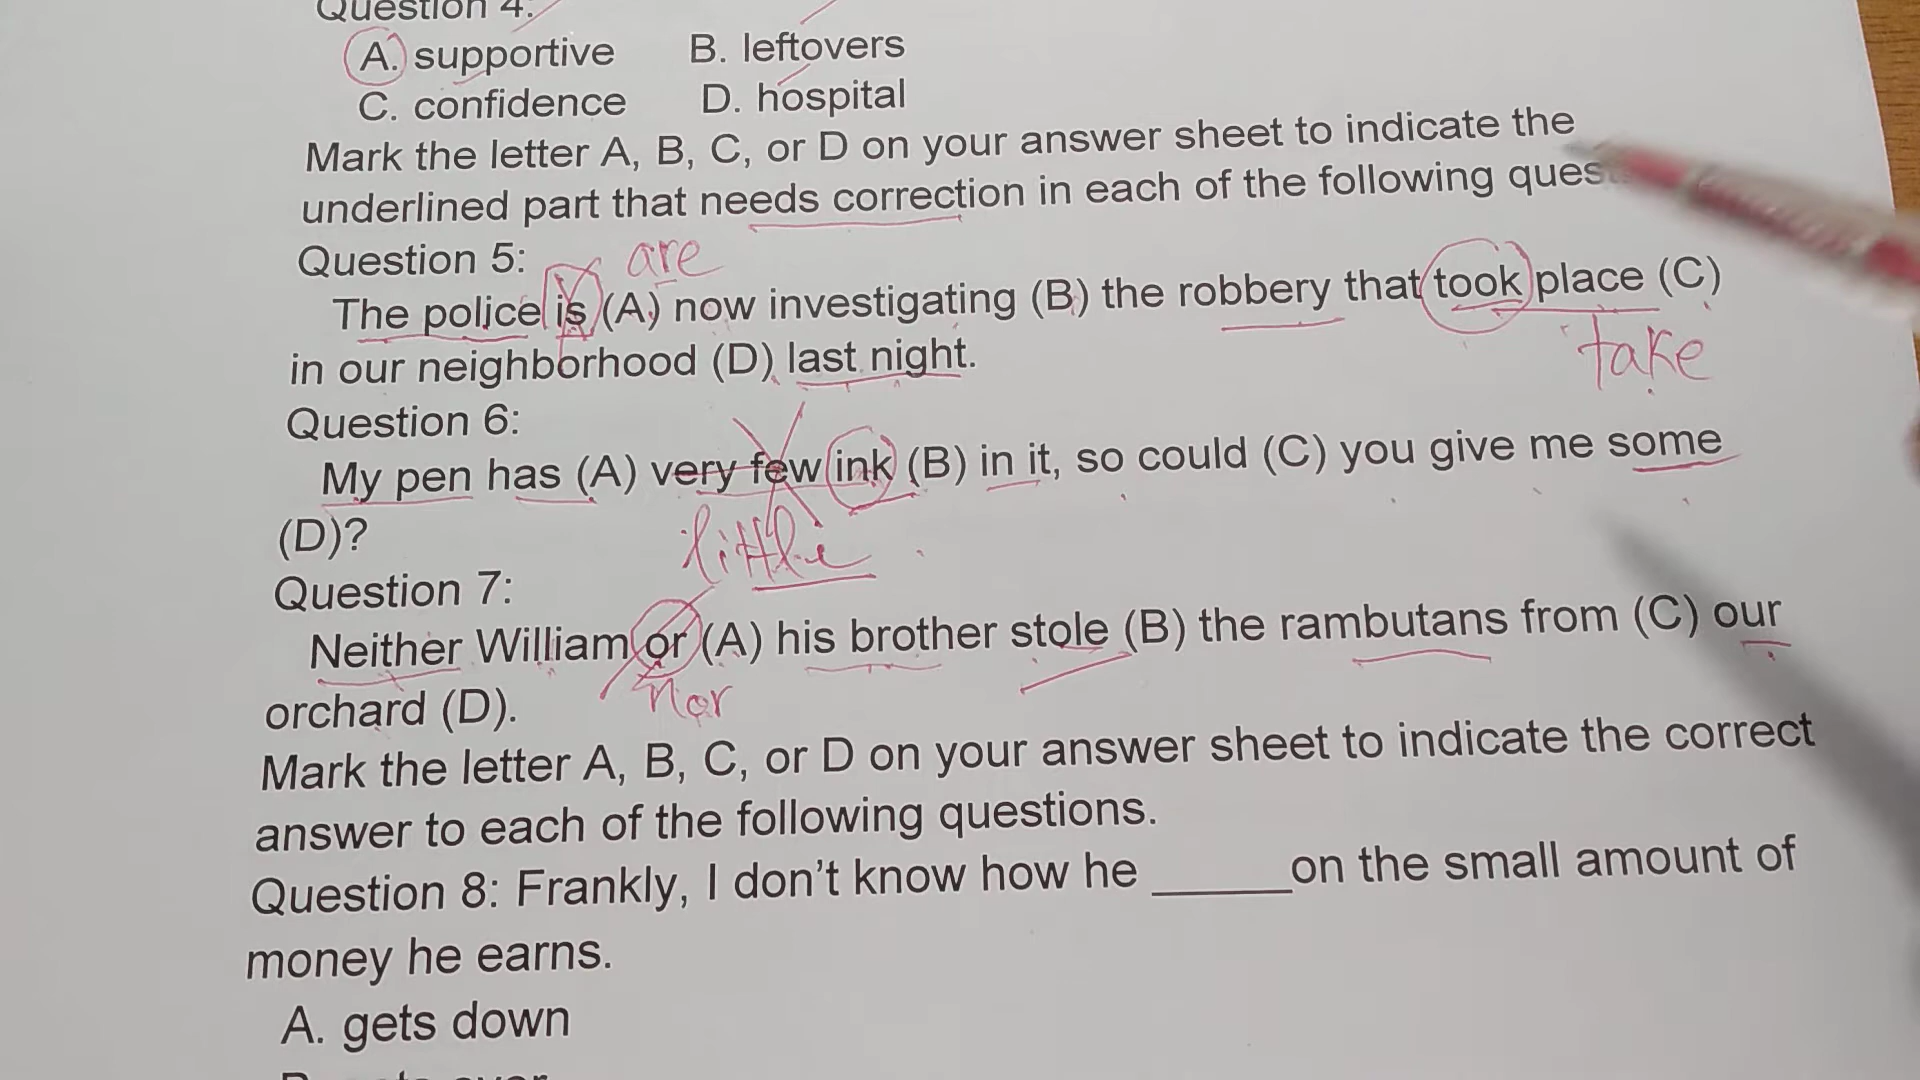 Question 4:
A. supportive B. leftovers
C. confidence D. hospital
Mark the letter A, B, C, or D on your answer sheet to indicate the
underlined part that needs correction in each of the following
Question 5:
are
The police is (A) now investigating (B) the robbery that took place (C)
take
in our neighborhood (D) last night.
Question 6:
My pen has (A) very few ink (B) in it, so could (C) you give me some
(D)?
little
Question 7:
Neither William or (A) his brother stole (B) the rambutans from (C) our
nor
orchard (D).
Mark the letter A, B, C, or D on your answer sheet to indicate the correct
answer to each of the following questions.
Question 8: Frankly, I don't know how he ______on the small amount of
money he earns.
A. gets down